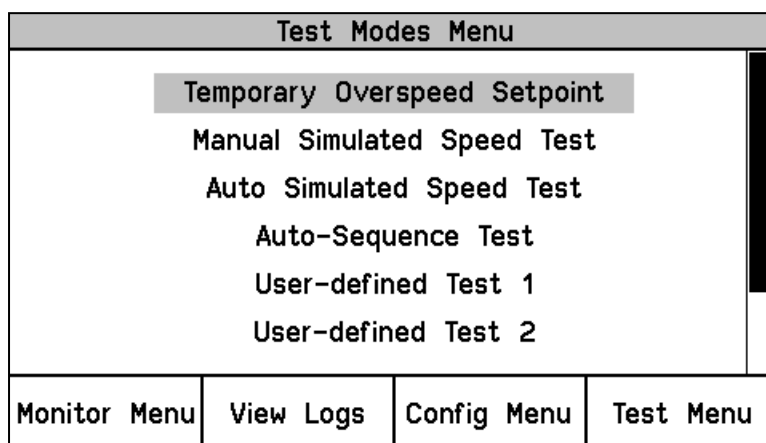 Test Modes Menu
Temporary Overspeed Setpoint
Manual Simulated Speed Test
Auto Simulated Speed Test
Auto-Sequence Test
User-defined Test 1
User-defined Test 2
Monitor Menu View Logs Config Menu Test Menu